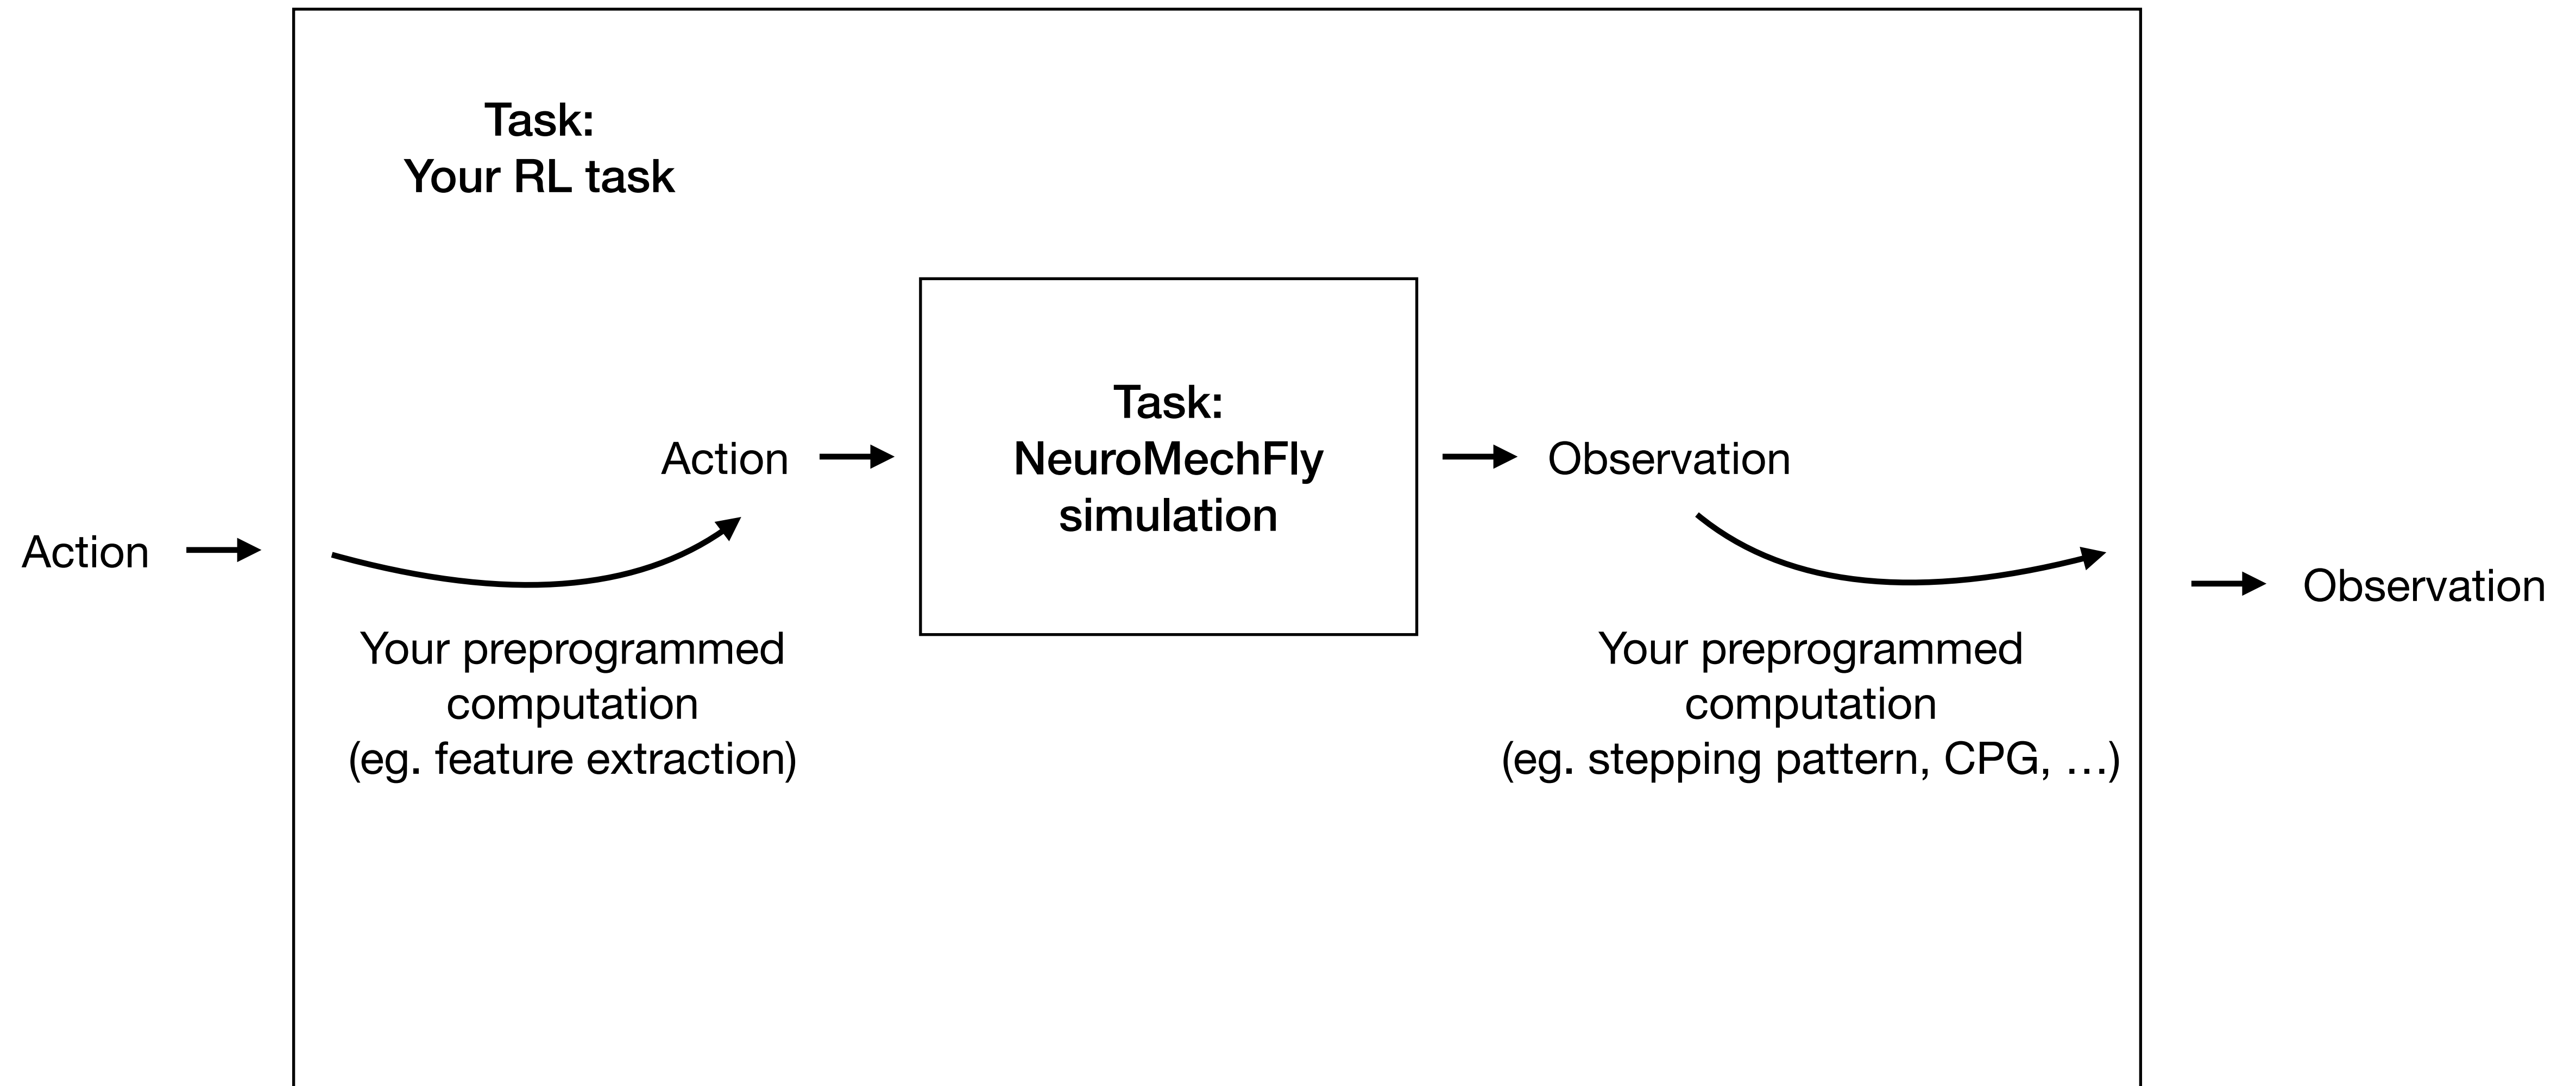 Task:
Your RL task
Task:
NeuroMechFly
simulation
Action
Observation
Action
Observation
Your preprogrammed
computation
(eg. feature extraction)
Your preprogrammed
computation
(eg. stepping pattern, CPG, …)